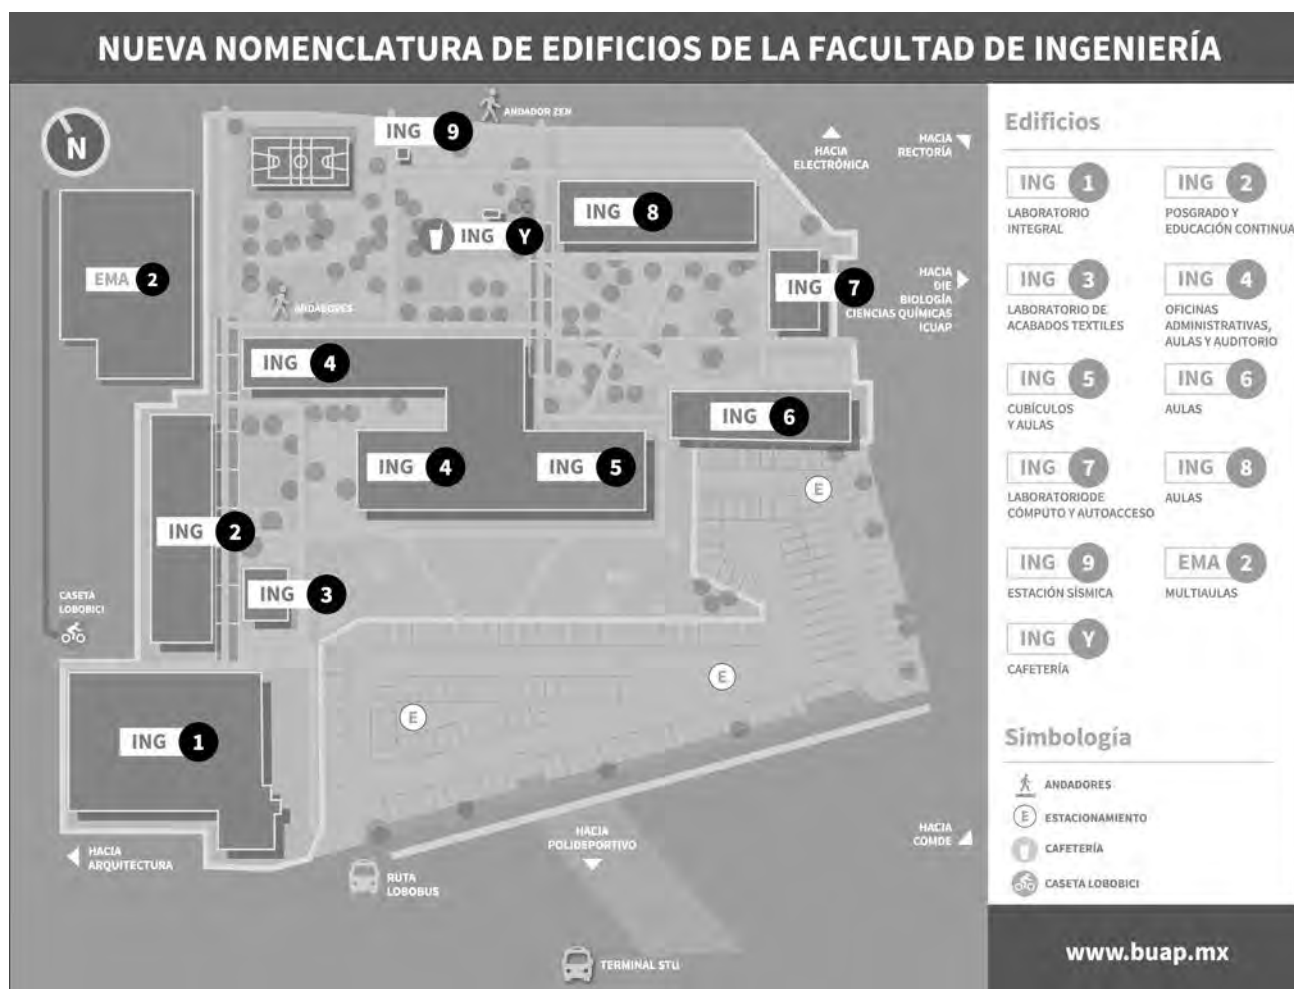 NUEVA NOMENCLATURA DE EDIFICIOS DE LA FACULTAD DE INGENIERÍA
N
ANDADOR ZEN
ING 9
HACIA
ELECTRÓNICA
HACIA
RECTORÍA
ING 8
ING Y
EMA 2
ING 7
HACIA
DIE
BIOLOGÍA
CIENCIAS QUÍMICAS
ICUAP
ANDADORES
ING 4
ING 6
ING 4
ING 5
E
ING 2
ING 3
CASETA
LOBOBICI
E
E
ING 1
HACIA
ARQUITECTURA
HACIA
POLIDEPORTIVO
HACIA
COMDE
RUTA
LOBOBUS
TERMINAL STU
Edificios
ING 1
LABORATORIO
INTEGRAL
ING 2
POSGRADO Y
EDUCACIÓN CONTINUA
ING 3
LABORATORIO DE
ACABADOS TEXTILES
ING 4
OFICINAS
ADMINISTRATIVAS,
AULAS Y AUDITORIO
ING 5
CUBÍCULOS
Y AULAS
ING 6
AULAS
ING 7
LABORATORIODE
CÓMPUTO Y AUTOACCESO
ING 8
AULAS
ING 9
ESTACIÓN SÍSMICA
EMA 2
MULTIAULAS
ING Y
CAFETERÍA
Simbología
ANDADORES
E ESTACIONAMIENTO
CAFETERÍA
CASETA LOBOBICI
www.buap.mx